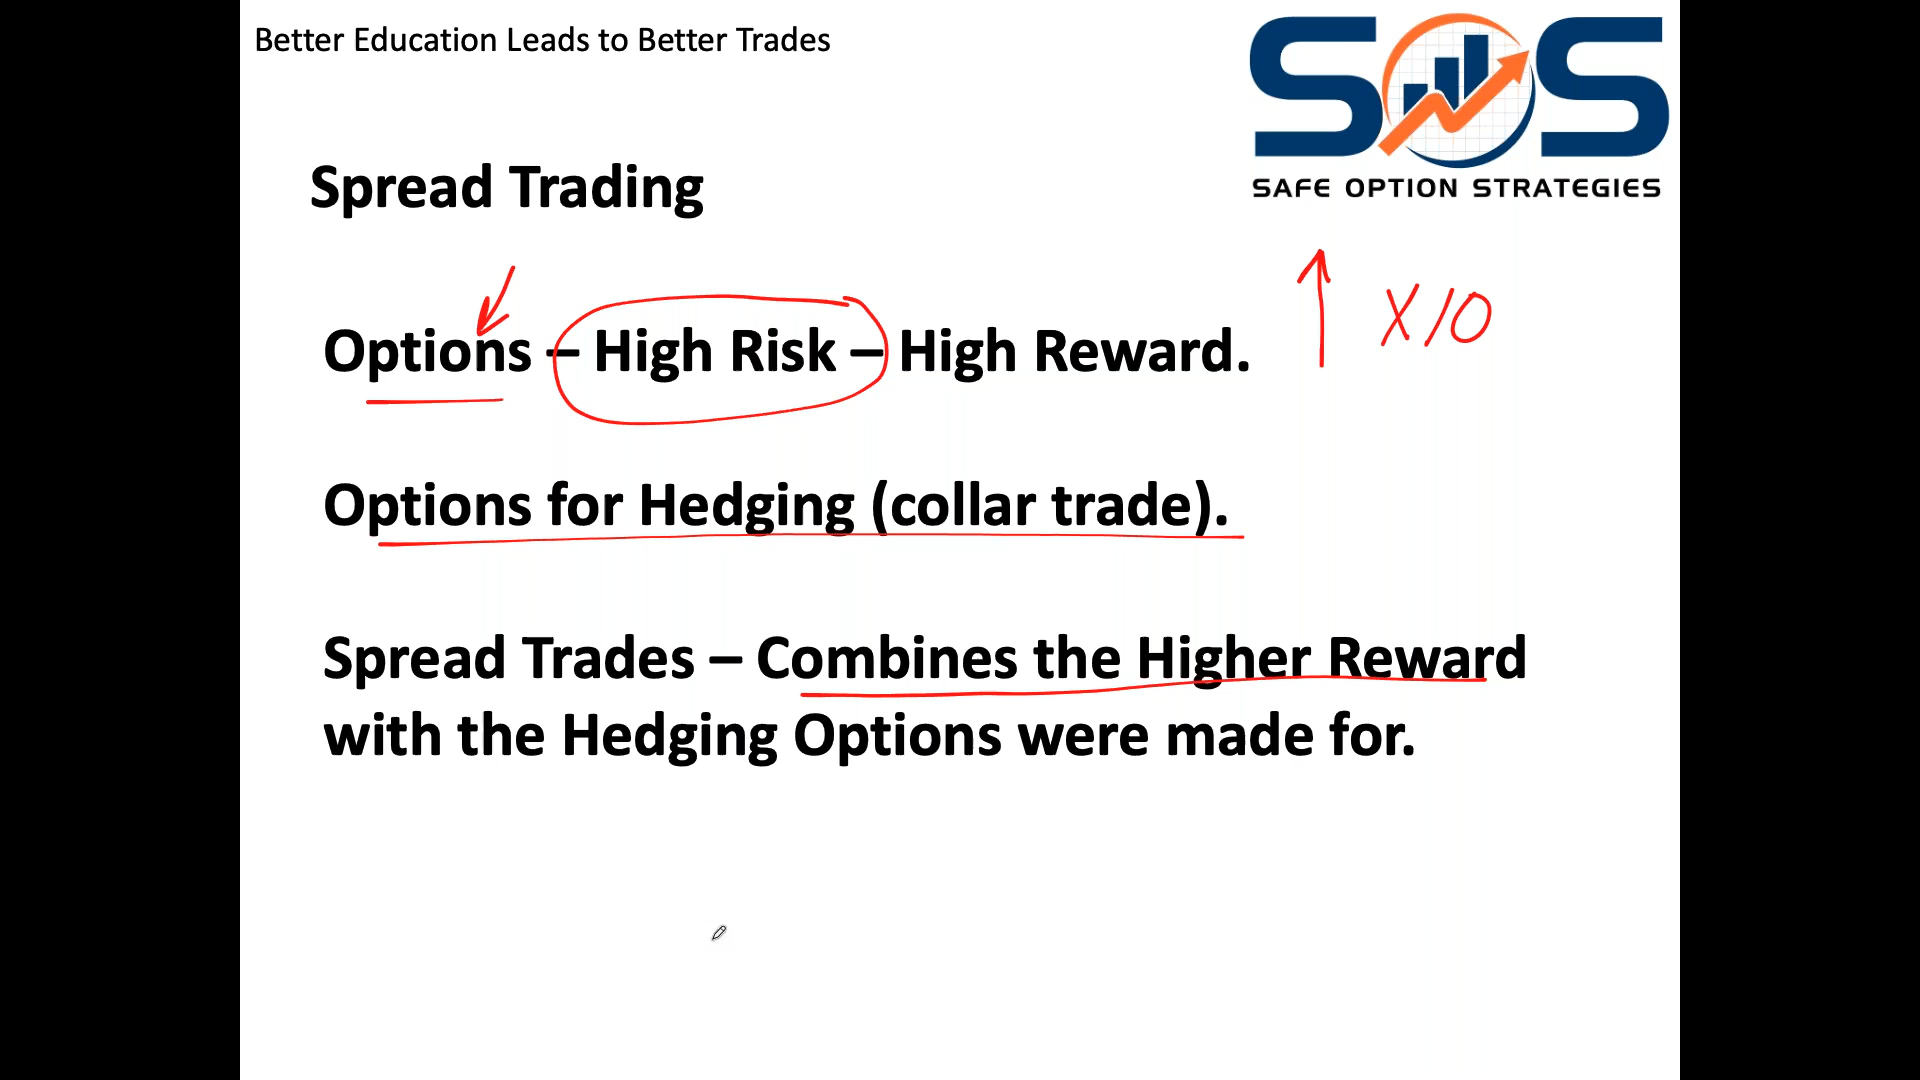 Better Education Leads to Better Trades
SOS
SAFE OPTION STRATEGIES
Spread Trading
Options – High Risk – High Reward.
X10
Options for Hedging (collar trade).
Spread Trades – Combines the Higher Reward
with the Hedging Options were made for.